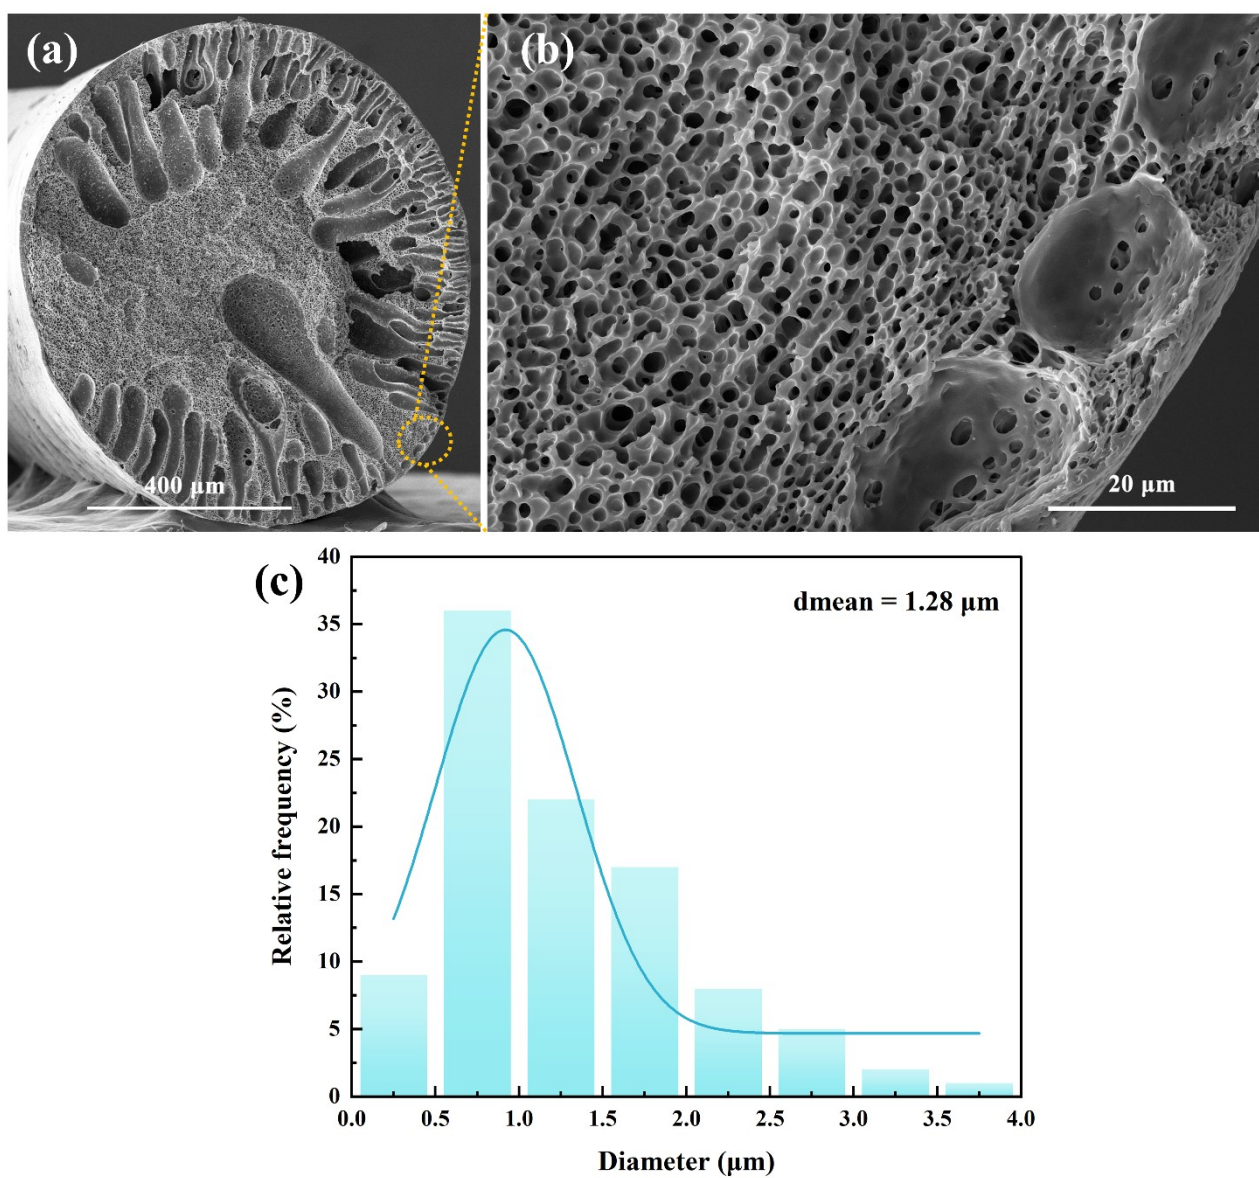 (a)
(b)
400 μm
20 μm
(c)
dmean = 1.28 μm
40
35
30
25
20
15
10
5
0
Relative frequency (%)
0.0 0.5 1.0 1.5 2.0 2.5 3.0 3.5 4.0
Diameter (μm)